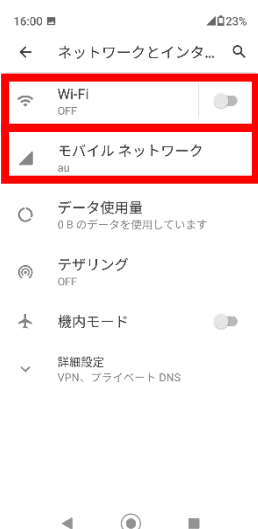 16:00 23%
ネットワークとインタ...
Wi-Fi
OFF
モバイル ネットワーク
au
データ使用量
0 B のデータを使用しています
テザリング
OFF
機内モード
詳細設定
VPN、プライベート DNS